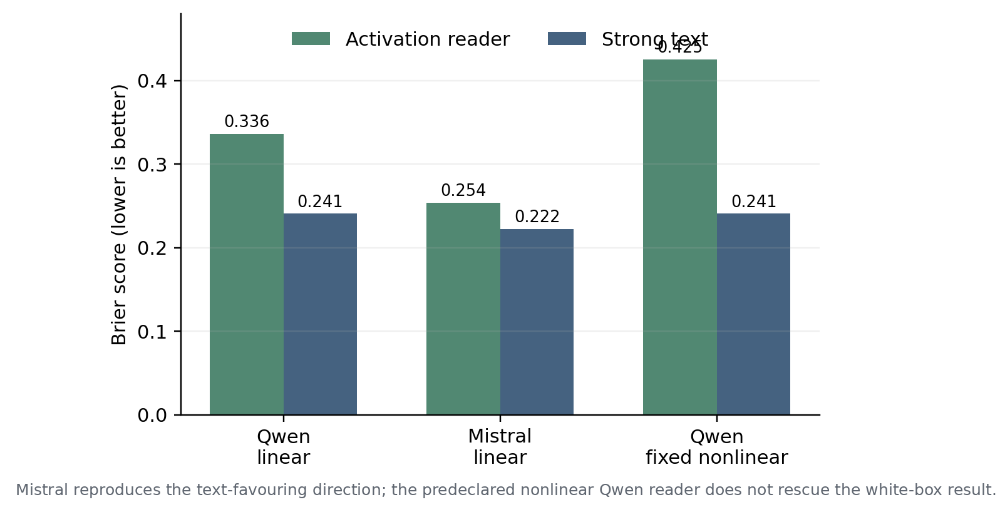 Activation reader
Strong text
0.425
0.4
0.336
0.3
0.254
0.241
0.222
0.241
0.2
0.1
0.0
Brier score (lower is better)
Qwen
linear
Mistral
linear
Qwen
fixed nonlinear
Mistral reproduces the text-favouring direction; the predeclared nonlinear Qwen reader does not rescue the white-box result.